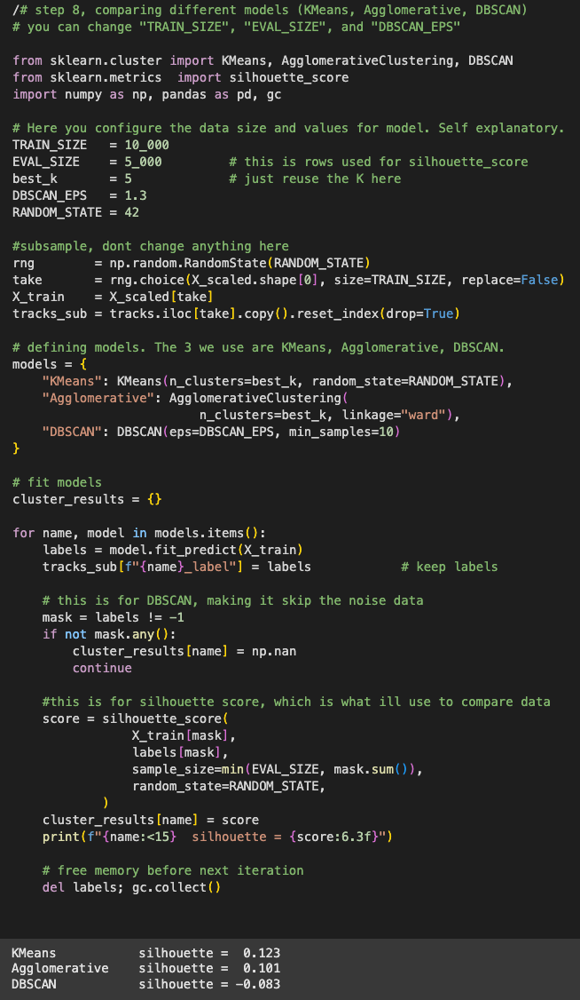 /# step 8, comparing different models (KMeans, Agglomerative, DBSCAN)
# you can change "TRAIN_SIZE", "EVAL_SIZE", and "DBSCAN_EPS"

from sklearn.cluster import KMeans, AgglomerativeClustering, DBSCAN
from sklearn.metrics  import silhouette_score
import numpy as np, pandas as pd, gc

# Here you configure the data size and values for model. Self explanatory.
TRAIN_SIZE   = 10_000
EVAL_SIZE    = 5_000         # this is rows used for silhouette_score
best_k       = 5             # just reuse the K here
DBSCAN_EPS   = 1.3
RANDOM_STATE = 42

#subsample, dont change anything here
rng        = np.random.RandomState(RANDOM_STATE)
take       = rng.choice(X_scaled.shape[0], size=TRAIN_SIZE, replace=False)
X_train    = X_scaled[take]
tracks_sub = tracks.iloc[take].copy().reset_index(drop=True)

# defining models. The 3 we use are KMeans, Agglomerative, DBSCAN.
models = {
    "KMeans": KMeans(n_clusters=best_k, random_state=RANDOM_STATE),
    "Agglomerative": AgglomerativeClustering(
                         n_clusters=best_k, linkage="ward"),
    "DBSCAN": DBSCAN(eps=DBSCAN_EPS, min_samples=10)
}

# fit models
cluster_results = {}

for name, model in models.items():
    labels = model.fit_predict(X_train)
    tracks_sub[f"{name}_label"] = labels            # keep labels

    # this is for DBSCAN, making it skip the noise data
    mask = labels != -1
    if not mask.any():
        cluster_results[name] = np.nan
        continue

    #this is for silhouette score, which is what ill use to compare data
    score = silhouette_score(
                X_train[mask],
                labels[mask],
                sample_size=min(EVAL_SIZE, mask.sum()),
                random_state=RANDOM_STATE,
            )
    cluster_results[name] = score
    print(f"{name:<15}  silhouette = {score:6.3f}")

    # free memory before next iteration
    del labels; gc.collect()

KMeans           silhouette =  0.123
Agglomerative    silhouette =  0.101
DBSCAN           silhouette = -0.083